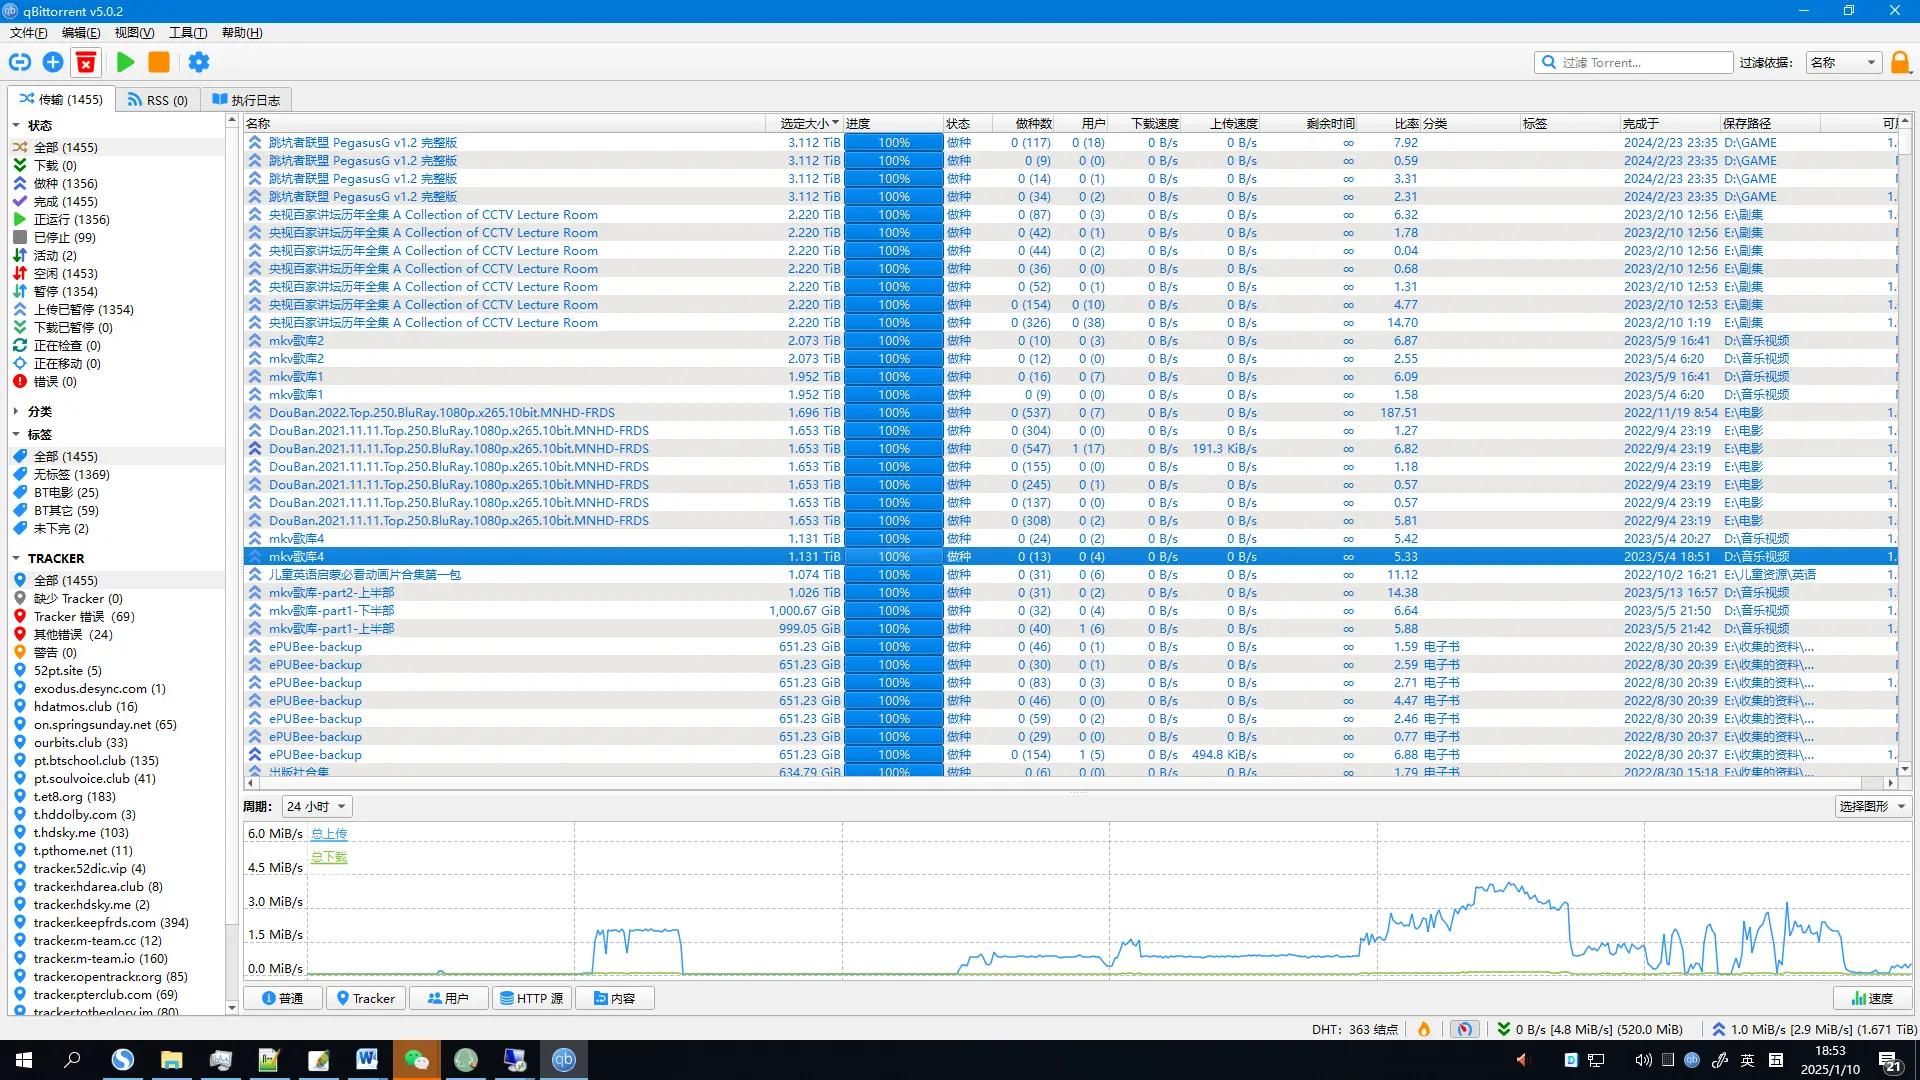 qBittorrent v5.0.2
文件(F) 编辑(E) 视图(V) 工具(T) 帮助(H)
过滤 Torrent... 过滤依据: 名称
传输 (1455) RSS (0) 执行日志
状态
全部 (1455)
下载 (0)
做种 (1356)
完成 (1455)
正运行 (1356)
已停止 (99)
活动 (2)
空闲 (1453)
暂停 (1354)
上传已暂停 (1354)
下载已暂停 (0)
正在检查 (0)
正在移动 (0)
错误 (0)
分类
标签
全部 (1455)
无标签 (1369)
BT电影 (25)
BT其它 (59)
未下完 (2)
TRACKER
全部 (1455)
缺少 Tracker (0)
Tracker 错误 (69)
其他错误 (24)
警告 (0)
52pt.site (5)
exodus.desync.com (1)
hdatmos.club (16)
on.springsunday.net (65)
ourbits.club (33)
pt.btschool.club (135)
pt.soulvoice.club (41)
t.et8.org (183)
t.hddolby.com (3)
t.hdsky.me (103)
t.pthome.net (11)
tracker.52dic.vip (4)
tracker.hdarea.club (8)
tracker.hdsky.me (2)
tracker.keepfrds.com (394)
tracker.m-team.cc (12)
tracker.m-team.io (160)
tracker.opentrackr.org (85)
tracker.pterclub.com (69)
tracker.totheglory.im (80)
名称 选定大小 进度 状态 做种数 用户 下载速度 上传速度 剩余时间 比率 分类 标签 完成于 保存路径
跳坑者联盟 PegasusG v1.2 完整版 3.112 TiB 100% 做种 0 (117) 0 (18) 0 B/s 0 B/s ∞ 7.92 2024/2/23 23:35 D:\GAME
跳坑者联盟 PegasusG v1.2 完整版 3.112 TiB 100% 做种 0 (9) 0 (0) 0 B/s 0 B/s ∞ 0.59 2024/2/23 23:35 D:\GAME
跳坑者联盟 PegasusG v1.2 完整版 3.112 TiB 100% 做种 0 (14) 0 (1) 0 B/s 0 B/s ∞ 3.31 2024/2/23 23:35 D:\GAME
跳坑者联盟 PegasusG v1.2 完整版 3.112 TiB 100% 做种 0 (34) 0 (2) 0 B/s 0 B/s ∞ 2.31 2024/2/23 23:35 D:\GAME
央视百家讲坛历年全集 A Collection of CCTV Lecture Room 2.220 TiB 100% 做种 0 (87) 0 (3) 0 B/s 0 B/s ∞ 6.32 2023/2/10 12:56 E:\剧集
央视百家讲坛历年全集 A Collection of CCTV Lecture Room 2.220 TiB 100% 做种 0 (42) 0 (1) 0 B/s 0 B/s ∞ 1.78 2023/2/10 12:56 E:\剧集
央视百家讲坛历年全集 A Collection of CCTV Lecture Room 2.220 TiB 100% 做种 0 (44) 0 (2) 0 B/s 0 B/s ∞ 0.04 2023/2/10 12:56 E:\剧集
央视百家讲坛历年全集 A Collection of CCTV Lecture Room 2.220 TiB 100% 做种 0 (36) 0 (0) 0 B/s 0 B/s ∞ 0.68 2023/2/10 12:56 E:\剧集
央视百家讲坛历年全集 A Collection of CCTV Lecture Room 2.220 TiB 100% 做种 0 (52) 0 (1) 0 B/s 0 B/s ∞ 1.31 2023/2/10 12:53 E:\剧集
央视百家讲坛历年全集 A Collection of CCTV Lecture Room 2.220 TiB 100% 做种 0 (154) 0 (10) 0 B/s 0 B/s ∞ 4.77 2023/2/10 12:53 E:\剧集
央视百家讲坛历年全集 A Collection of CCTV Lecture Room 2.220 TiB 100% 做种 0 (326) 0 (38) 0 B/s 0 B/s ∞ 14.70 2023/2/10 1:19 E:\剧集
mkv歌库2 2.073 TiB 100% 做种 0 (10) 0 (3) 0 B/s 0 B/s ∞ 6.87 2023/5/9 16:41 D:\音乐视频
mkv歌库2 2.073 TiB 100% 做种 0 (12) 0 (0) 0 B/s 0 B/s ∞ 2.55 2023/5/4 6:20 D:\音乐视频
mkv歌库1 1.952 TiB 100% 做种 0 (16) 0 (7) 0 B/s 0 B/s ∞ 6.09 2023/5/9 16:41 D:\音乐视频
mkv歌库1 1.952 TiB 100% 做种 0 (9) 0 (0) 0 B/s 0 B/s ∞ 1.58 2023/5/4 6:20 D:\音乐视频
DouBan.2022.Top.250.BluRay.1080p.x265.10bit.MNHD-FRDS 1.696 TiB 100% 做种 0 (537) 0 (7) 0 B/s 0 B/s ∞ 187.51 2022/11/19 8:54 E:\电影
DouBan.2021.11.11.Top.250.BluRay.1080p.x265.10bit.MNHD-FRDS 1.653 TiB 100% 做种 0 (304) 0 (0) 0 B/s 0 B/s ∞ 1.27 2022/9/4 23:19 E:\电影
DouBan.2021.11.11.Top.250.BluRay.1080p.x265.10bit.MNHD-FRDS 1.653 TiB 100% 做种 0 (547) 1 (17) 0 B/s 191.3 KiB/s ∞ 6.82 2022/9/4 23:19 E:\电影
DouBan.2021.11.11.Top.250.BluRay.1080p.x265.10bit.MNHD-FRDS 1.653 TiB 100% 做种 0 (155) 0 (0) 0 B/s 0 B/s ∞ 1.18 2022/9/4 23:19 E:\电影
DouBan.2021.11.11.Top.250.BluRay.1080p.x265.10bit.MNHD-FRDS 1.653 TiB 100% 做种 0 (245) 0 (1) 0 B/s 0 B/s ∞ 0.57 2022/9/4 23:19 E:\电影
DouBan.2021.11.11.Top.250.BluRay.1080p.x265.10bit.MNHD-FRDS 1.653 TiB 100% 做种 0 (137) 0 (0) 0 B/s 0 B/s ∞ 0.57 2022/9/4 23:19 E:\电影
DouBan.2021.11.11.Top.250.BluRay.1080p.x265.10bit.MNHD-FRDS 1.653 TiB 100% 做种 0 (308) 0 (2) 0 B/s 0 B/s ∞ 5.81 2022/9/4 23:19 E:\电影
mkv歌库4 1.131 TiB 100% 做种 0 (24) 0 (2) 0 B/s 0 B/s ∞ 5.42 2023/5/4 20:27 D:\音乐视频
mkv歌库4 1.131 TiB 100% 做种 0 (13) 0 (4) 0 B/s 0 B/s ∞ 5.33 2023/5/4 18:51 D:\音乐视频
儿童英语启蒙必看动画片合集第一包 1.074 TiB 100% 做种 0 (31) 0 (6) 0 B/s 0 B/s ∞ 11.12 2022/10/2 16:21 E:\儿童资源\英语
mkv歌库-part2-上半部 1.026 TiB 100% 做种 0 (31) 0 (2) 0 B/s 0 B/s ∞ 14.38 2023/5/13 16:57 D:\音乐视频
mkv歌库-part1-下半部 1,000.67 GiB 100% 做种 0 (32) 0 (4) 0 B/s 0 B/s ∞ 6.64 2023/5/5 21:50 D:\音乐视频
mkv歌库-part1-上半部 999.05 GiB 100% 做种 0 (40) 1 (6) 0 B/s 0 B/s ∞ 5.88 2023/5/5 21:42 D:\音乐视频
ePUBee-backup 651.23 GiB 100% 做种 0 (46) 0 (1) 0 B/s 0 B/s ∞ 1.59 电子书 2022/8/30 20:39 E:\收集的资料\...
ePUBee-backup 651.23 GiB 100% 做种 0 (30) 0 (1) 0 B/s 0 B/s ∞ 2.59 电子书 2022/8/30 20:39 E:\收集的资料\...
ePUBee-backup 651.23 GiB 100% 做种 0 (83) 0 (3) 0 B/s 0 B/s ∞ 2.71 电子书 2022/8/30 20:39 E:\收集的资料\...
ePUBee-backup 651.23 GiB 100% 做种 0 (46) 0 (0) 0 B/s 0 B/s ∞ 4.47 电子书 2022/8/30 20:39 E:\收集的资料\...
ePUBee-backup 651.23 GiB 100% 做种 0 (59) 0 (2) 0 B/s 0 B/s ∞ 2.46 电子书 2022/8/30 20:39 E:\收集的资料\...
ePUBee-backup 651.23 GiB 100% 做种 0 (29) 0 (0) 0 B/s 0 B/s ∞ 0.77 电子书 2022/8/30 20:37 E:\收集的资料\...
ePUBee-backup 651.23 GiB 100% 做种 0 (154) 1 (5) 0 B/s 494.8 KiB/s ∞ 6.88 电子书 2022/8/30 20:37 E:\收集的资料\...
出版社合集 634.79 GiB 100% 做种 0 (6) 0 (0) 0 B/s 0 B/s ∞ 1.79 电子书 2022/8/30 15:18 E:\收集的资料\...
周期: 24 小时 选择图形
6.0 MiB/s 总上传
总下载
4.5 MiB/s
3.0 MiB/s
1.5 MiB/s
0.0 MiB/s
普通 Tracker 用户 HTTP 源 内容 速度
DHT: 363 结点 0 B/s [4.8 MiB/s] (520.0 MiB) 1.0 MiB/s [2.9 MiB/s] (1.671 TiB)
英 18:53
2025/1/10 21